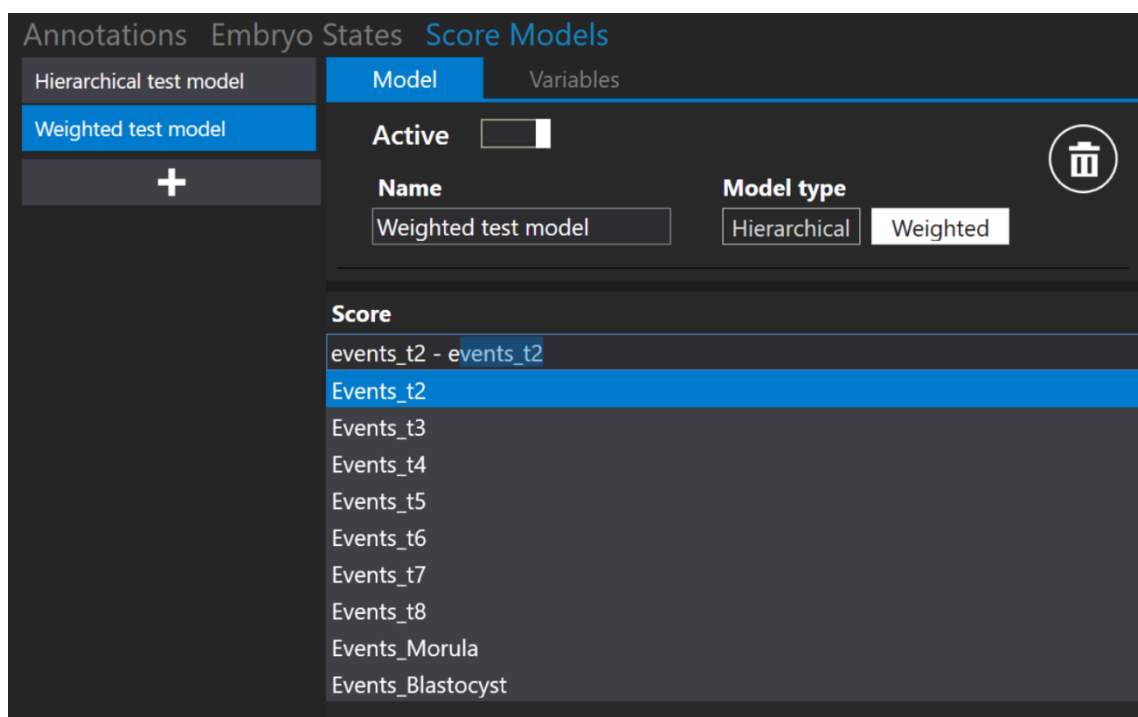 Annotations Embryo States Score Models
Hierarchical test model
Weighted test model
Model Variables
Active
Name
Weighted test model
Model type
Hierarchical Weighted
Score
events_t2 - events_t2
Events_t2
Events_t3
Events_t4
Events_t5
Events_t6
Events_t7
Events_t8
Events_Morula
Events_Blastocyst